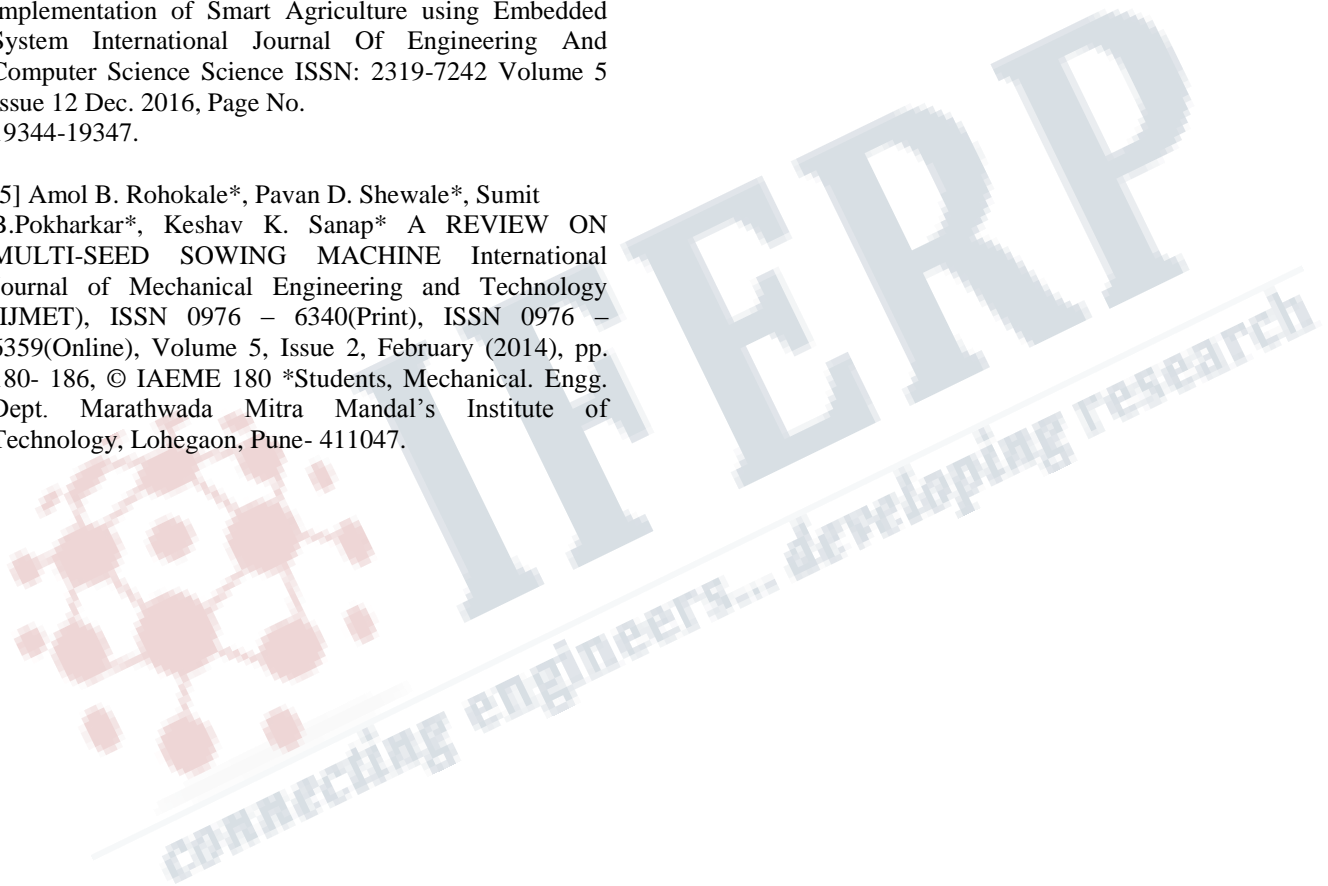 mplementation of Smart Agriculture using Embedded
System International Journal Of Engineering And
Computer Science Science ISSN: 2319-7242 Volume 5
ssue 12 Dec. 2016, Page No.
9344-19347.
5] Amol B. Rohokale*, Pavan D. Shewale*, Sumit
B.Pokharkar*, Keshav K. Sanap* A REVIEW ON
MULTI-SEED SOWING MACHINE International
ournal of Mechanical Engineering and Technology
IJMET), ISSN 0976 – 6340(Print), ISSN 0976 –
6359(Online), Volume 5, Issue 2, February (2014), pp.
80- 186, © IAEME 180 *Students, Mechanical. Engg.
Dept. Marathwada Mitra Mandal’s Institute of
Technology, Lohegaon, Pune- 411047.
IFERP
connecting engineers... developing research